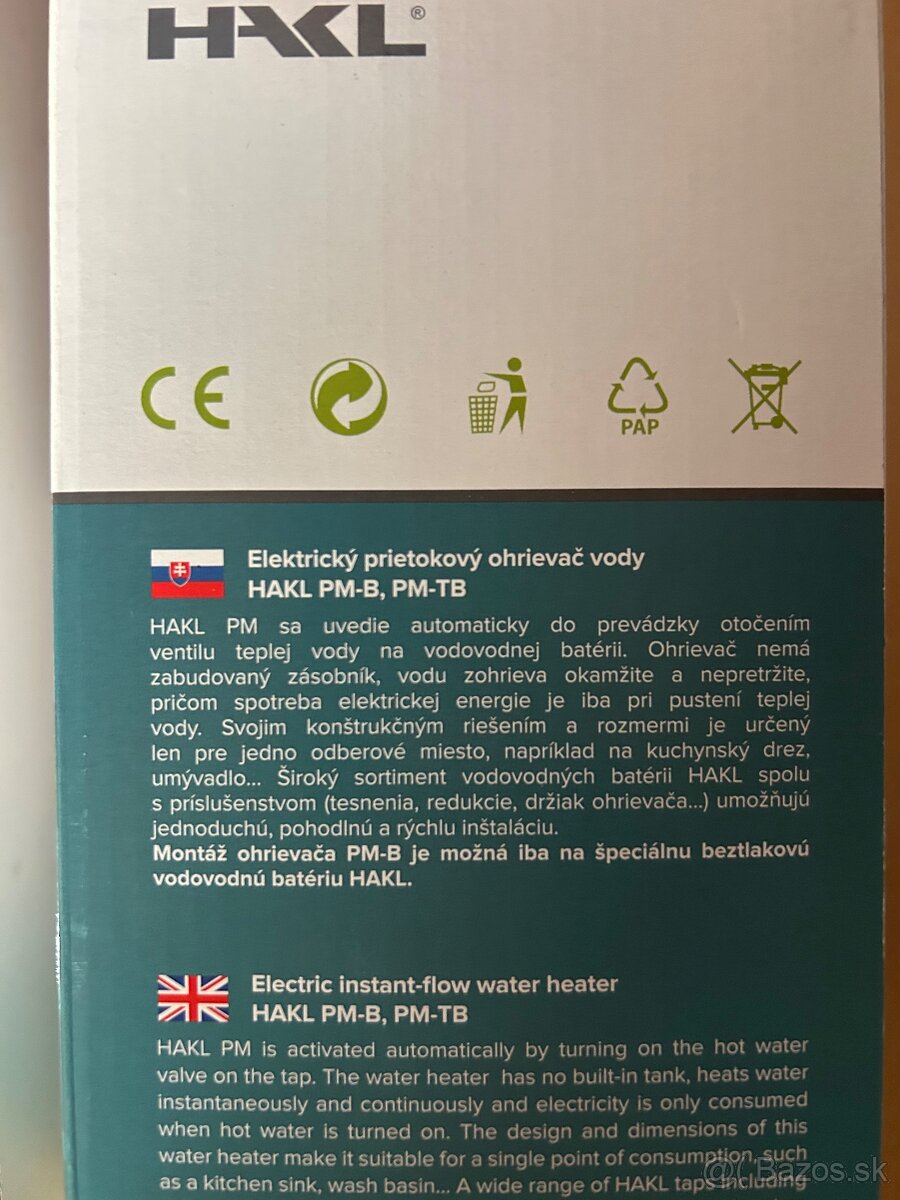 HAKL®
CE
PAP
Elektrický prietokový ohrievač vody
HAKL PM-B, PM-TB
HAKL PM sa uvedie automaticky do prevádzky otočením
ventilu teplej vody na vodovodnej batérii. Ohrievač nemá
zabudovaný zásobník, vodu zohrieva okamžite a nepretržite,
pričom spotreba elektrickej energie je iba pri pustení teplej
vody. Svojim konštrukčným riešením a rozmermi je určený
len pre jedno odberové miesto, napríklad na kuchynský drez,
umývadlo... Široký sortiment vodovodných batérii HAKL spolu
s príslušenstvom (tesnenia, redukcie, držiak ohrievača...) umožňujú
jednoduchú, pohodlnú a rýchlu inštaláciu.
Montáž ohrievača PM-B je možná iba na špeciálnu beztlakovú
vodovodnú batériu HAKL.
Electric instant-flow water heater
HAKL PM-B, PM-TB
HAKL PM is activated automatically by turning on the hot water
valve on the tap. The water heater has no built-in tank, heats water
instantaneously and continuously and electricity is only consumed
when hot water is turned on. The design and dimensions of this
water heater make it suitable for a single point of consumption, such
as a kitchen sink, wash basin... A wide range of HAKL taps including
@CBazos.sk